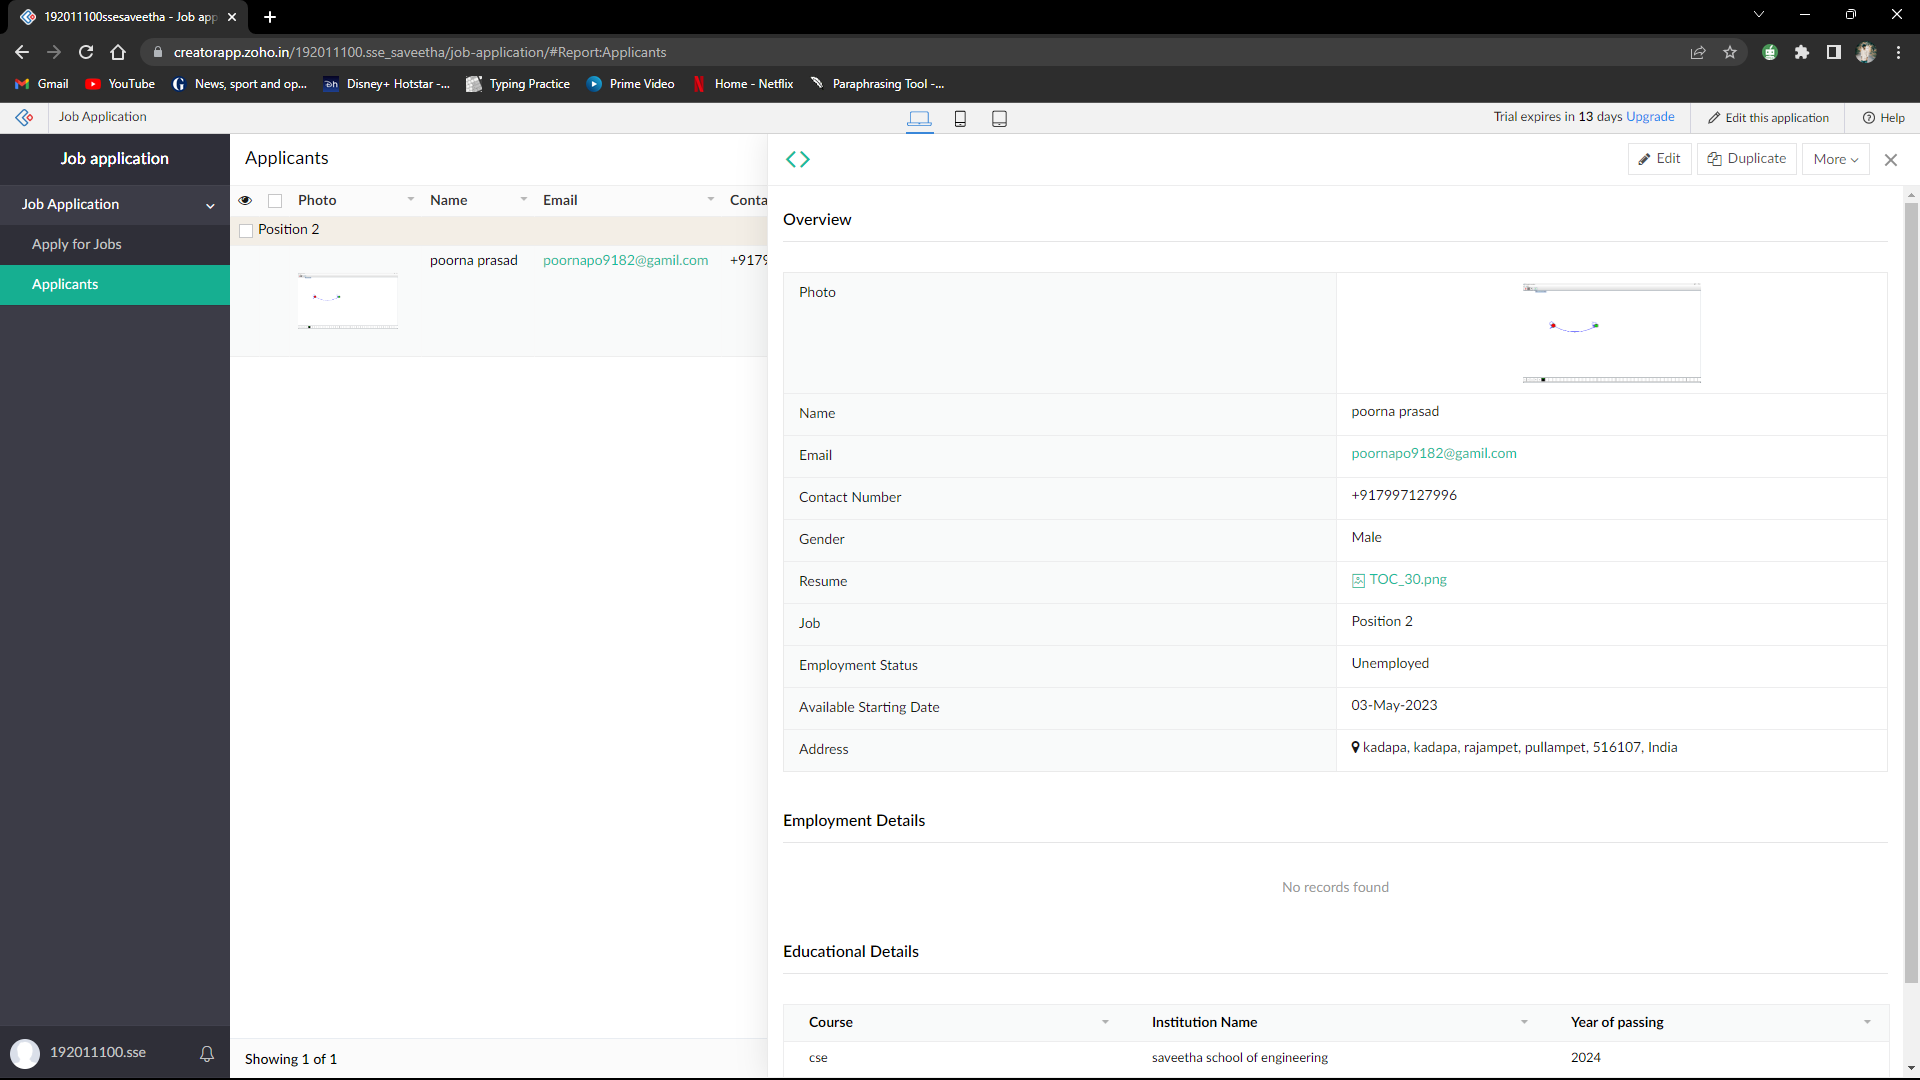 192011100ssesaveetha - Job app
creatorapp.zoho.in/192011100.sse_saveetha/job-application/#Report:Applicants
Gmail YouTube News, sport and op... Disney+ Hotstar -... Typing Practice Prime Video Home - Netflix Paraphrasing Tool -...
Job Application
Trial expires in 13 days Upgrade
Edit this application
Help
Job application
Job Application
Apply for Jobs
Applicants
192011100.sse
Applicants
Photo Name Email Conta
Position 2
poorna prasad poornapo9182@gamil.com +9179
Showing 1 of 1
Edit Duplicate More
Overview
Photo
Name poorna prasad
Email poornapo9182@gamil.com
Contact Number +917997127996
Gender Male
Resume TOC_30.png
Job Position 2
Employment Status Unemployed
Available Starting Date 03-May-2023
Address kadapa, kadapa, rajampet, pullampet, 516107, India
Employment Details
No records found
Educational Details
Course Institution Name Year of passing
cse saveetha school of engineering 2024